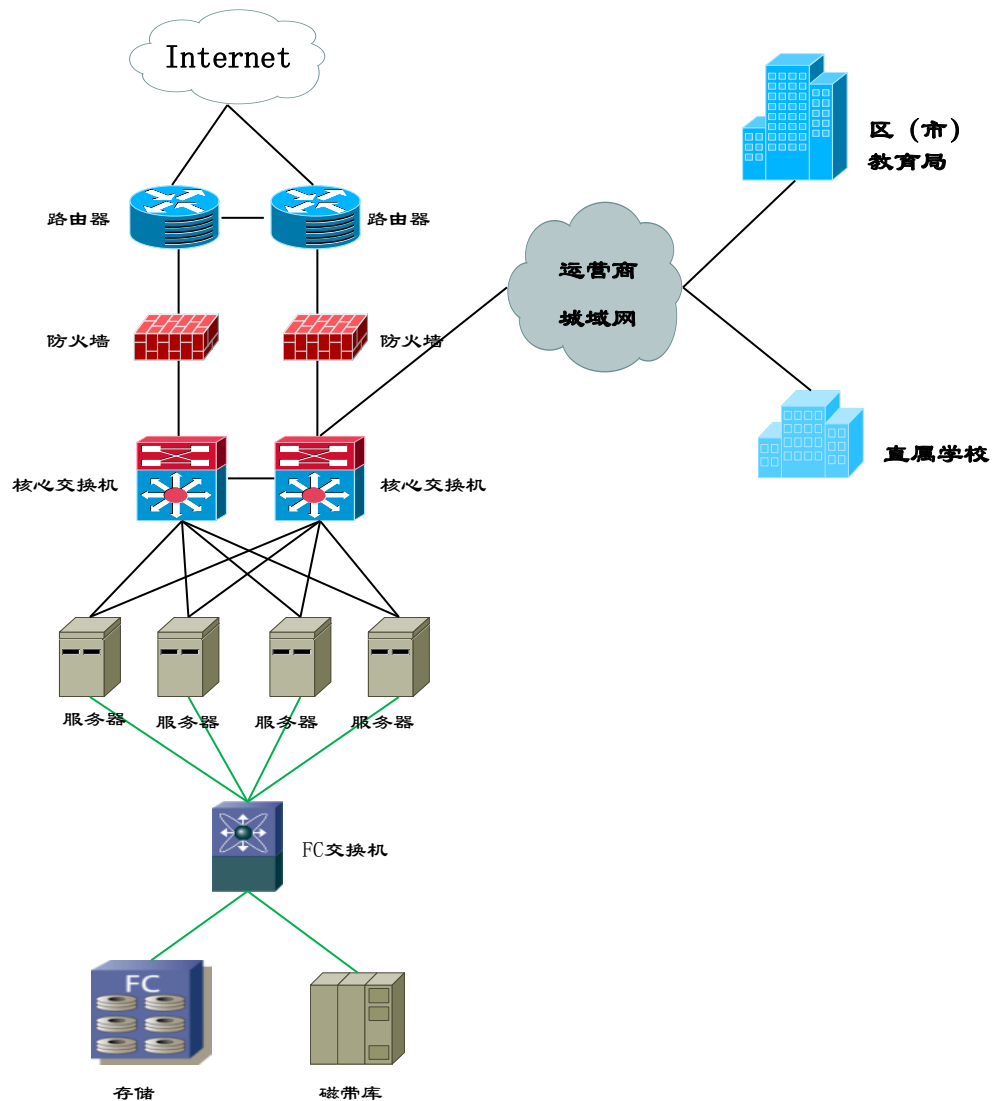 Internet
区（市）
教育局
路由器
路由器
运营商
城域网
防火墙
防火墙
直属学校
核心交换机
核心交换机
服务器
服务器
服务器
服务器
FC交换机
FC
存储
磁带库